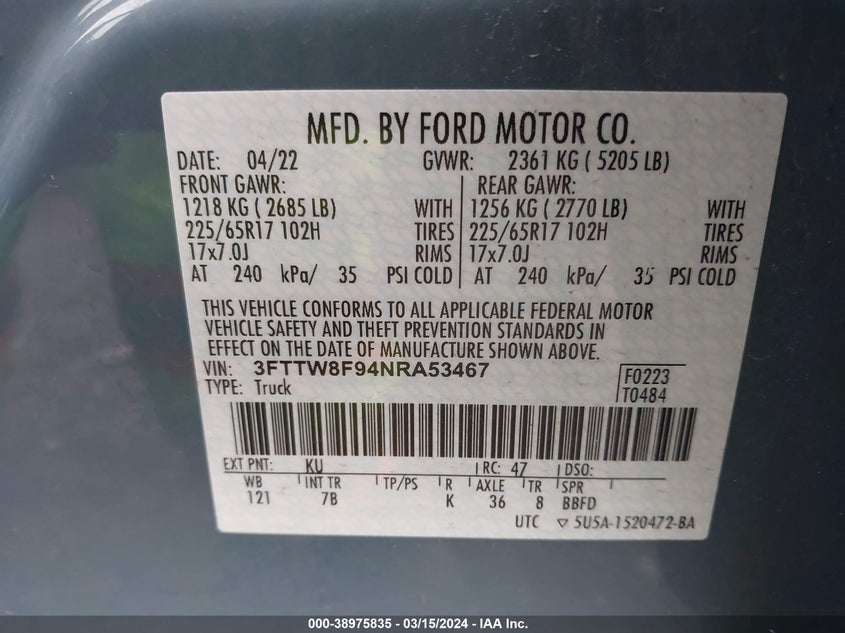 MFD. BY FORD MOTOR CO.
DATE: 04/22 GVWR: 2361 KG ( 5205 LB)
FRONT GAWR: REAR GAWR:
1218 KG ( 2685 LB) WITH 1256 KG ( 2770 LB) WITH
225/65R17 102H TIRES 225/65R17 102H TIRES
17x7.0J RIMS 17x7.0J RIMS
AT 240 kPa/ 35 PSI COLD AT 240 kPa/ 35 PSI COLD
THIS VEHICLE CONFORMS TO ALL APPLICABLE FEDERAL MOTOR
VEHICLE SAFETY AND THEFT PREVENTION STANDARDS IN
EFFECT ON THE DATE OF MANUFACTURE SHOWN ABOVE.
VIN: 3FTTW8F94NRA53467 F0223
TYPE: Truck T0484
EXT PNT: KU RC: 47 DSO:
WB INT TR TP/PS R AXLE TR SPR
121 7B K 36 8 BBFD
UTC ▽ 5U5A-1520472-BA
000-38975835 - 03/15/2024 - IAA Inc.